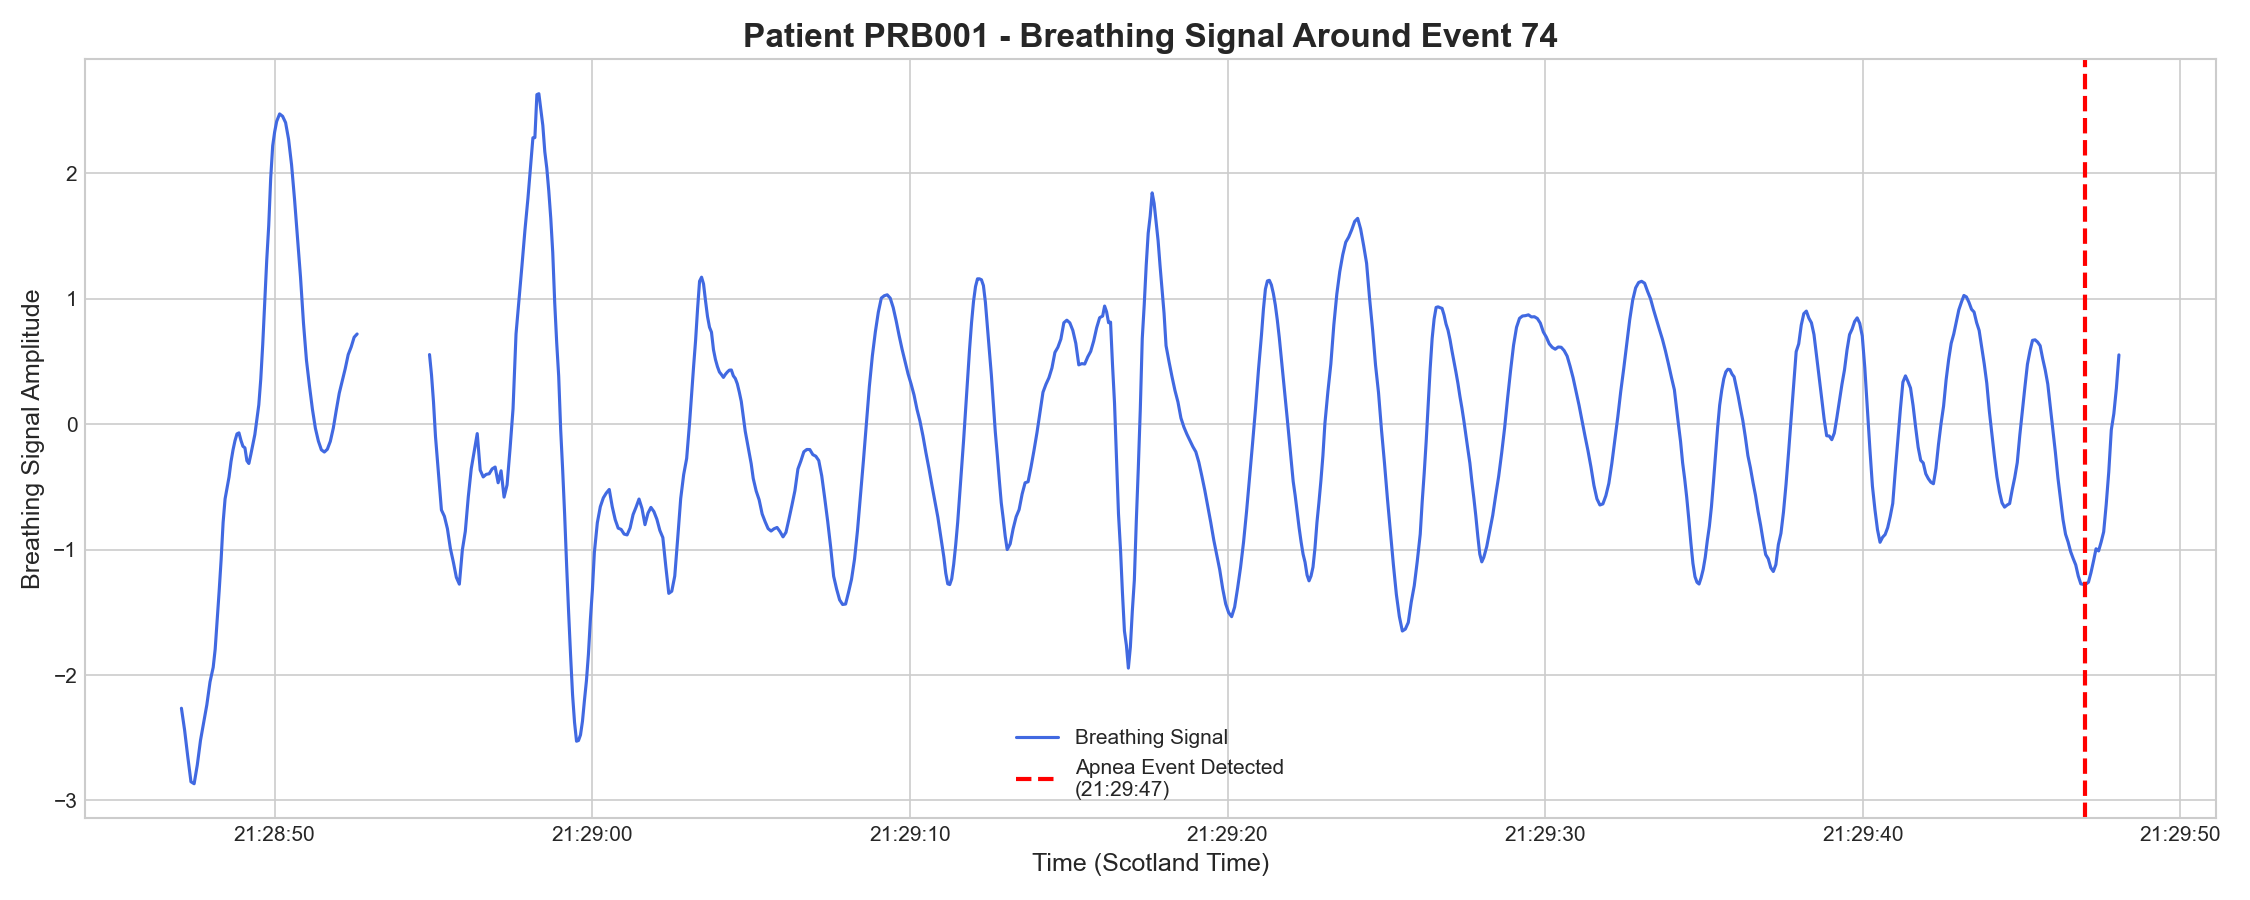 Patient PRB001 - Breathing Signal Around Event 74
Breathing Signal Amplitude
2
1
0
−1
−2
−3
Breathing Signal
Apnea Event Detected
(21:29:47)
21:28:50
21:29:00
21:29:10
21:29:20
21:29:30
21:29:40
21:29:50
Time (Scotland Time)